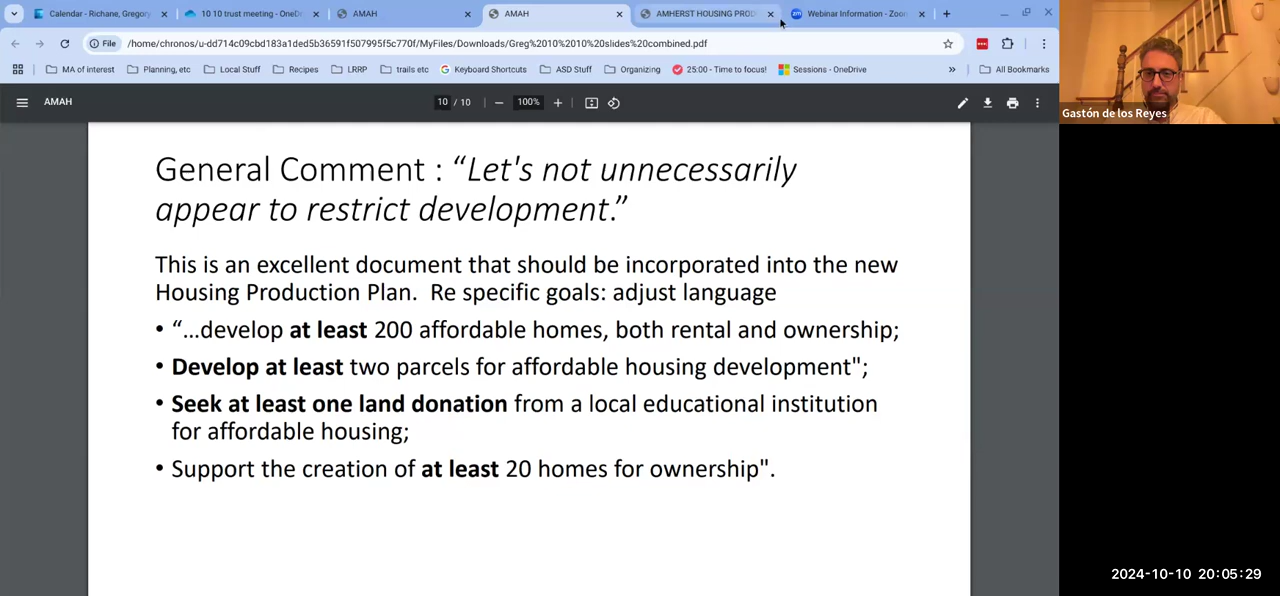 Calendar - Richane, Gregory
10 10 trust meeting - OneD
AMAH
AMAH
AMHERST HOUSING PROD
Webinar Information - Zoo
File
/home/chronos/u-dd714c09cbd183a1ded5b36591f507995f5c770f/MyFiles/Downloads/Greg%2010%2010%20slides%20combined.pdf
MA of interest
Planning, etc
Local Stuff
Recipes
LRRP
trails etc
Keyboard Shortcuts
ASD Stuff
Organizing
25:00 - Time to focus!
Sessions - OneDrive
»
All Bookmarks
AMAH
10 / 10
100%
General Comment : “Let's not unnecessarily
appear to restrict development.”
This is an excellent document that should be incorporated into the new
Housing Production Plan. Re specific goals: adjust language
• “...develop at least 200 affordable homes, both rental and ownership;
• Develop at least two parcels for affordable housing development";
• Seek at least one land donation from a local educational institution
for affordable housing;
• Support the creation of at least 20 homes for ownership".
Gastón de los Reyes
2024-10-10 20:05:29